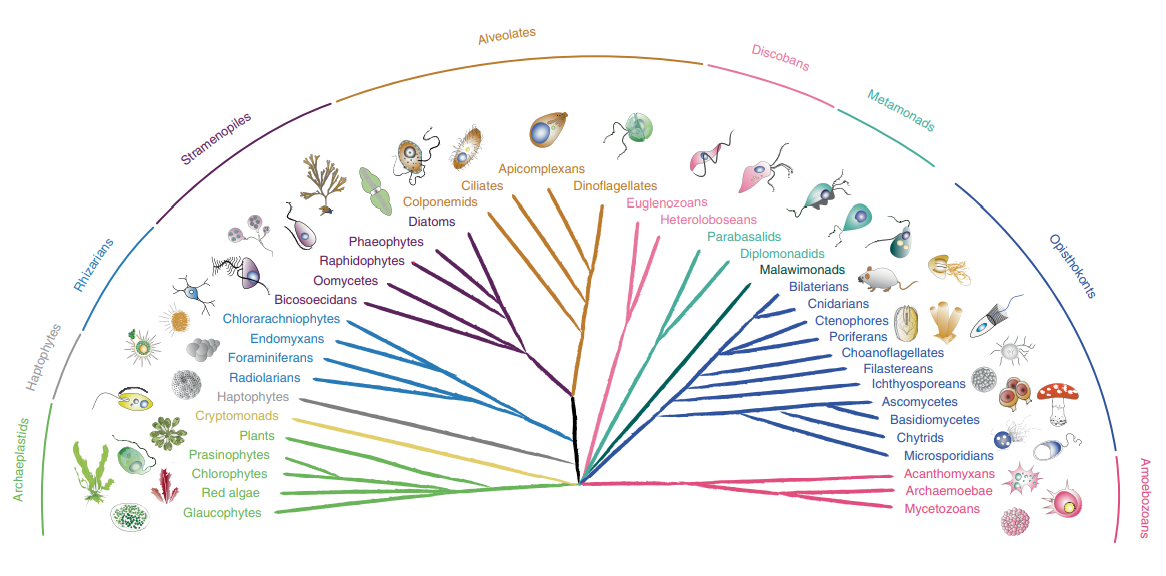 Alveolates
Discobans
Metamonads
Stramenopiles
Opisthokonts
Rhizarians
Haptophytes
Archaeplastids
Amoebozoans
Apicomplexans
Ciliates
Dinoflagellates
Colponemids
Euglenozoans
Diatoms
Heteroloboseans
Phaeophytes
Parabasalids
Raphidophytes
Diplomonadids
Oomycetes
Malawimonads
Bicosoecidans
Bilaterians
Chlorarachniophytes
Cnidarians
Endomyxans
Ctenophores
Foraminiferans
Poriferans
Radiolarians
Choanoflagellates
Haptophytes
Filastereans
Cryptomonads
Ichthyosporeans
Plants
Ascomycetes
Prasinophytes
Basidiomycetes
Chlorophytes
Chytrids
Red algae
Microsporidians
Glaucophytes
Acanthomyxans
Archaemoebae
Mycetozoans